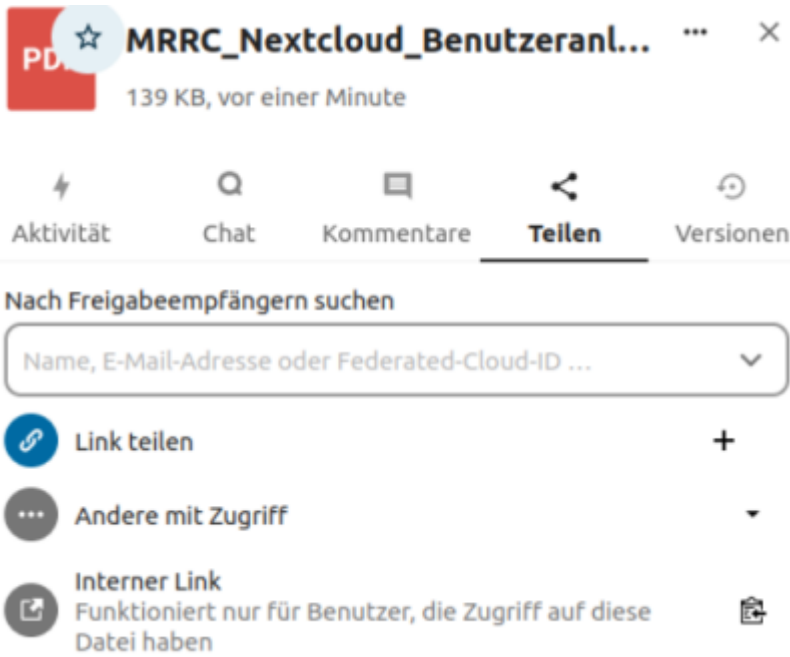 PD
MRRC_Nextcloud_Benutzeranl...
139 KB, vor einer Minute
Aktivität Chat Kommentare Teilen Versionen
Nach Freigabeempfängern suchen
Name, E-Mail-Adresse oder Federated-Cloud-ID ...
Link teilen
Andere mit Zugriff
Interner Link
Funktioniert nur für Benutzer, die Zugriff auf diese
Datei haben